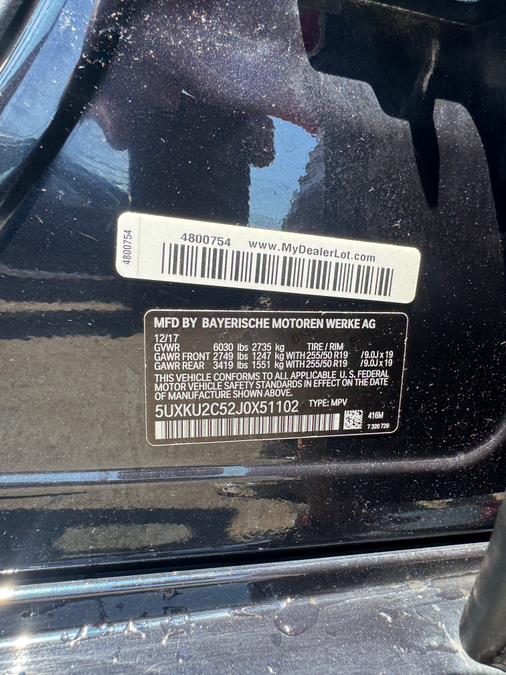 4800754
4800754 www.MyDealerLot.com
MFD BY BAYERISCHE MOTOREN WERKE AG
12/17
GVWR 6030 lbs 2735 kg TIRE / RIM
GAWR FRONT 2749 lbs 1247 kg WITH 255/50 R19 /9.0J x 19
GAWR REAR 3419 lbs 1551 kg WITH 255/50 R19 /9.0J x 19
THIS VEHICLE CONFORMS TO ALL APPLICABLE U. S. FEDERAL
MOTOR VEHICLE SAFETY STANDARDS IN EFFECT ON THE
DATE OF MANUFACTURE SHOWN ABOVE.
5UXKU2C52J0X51102 TYPE: MPV
416M
7 320 729